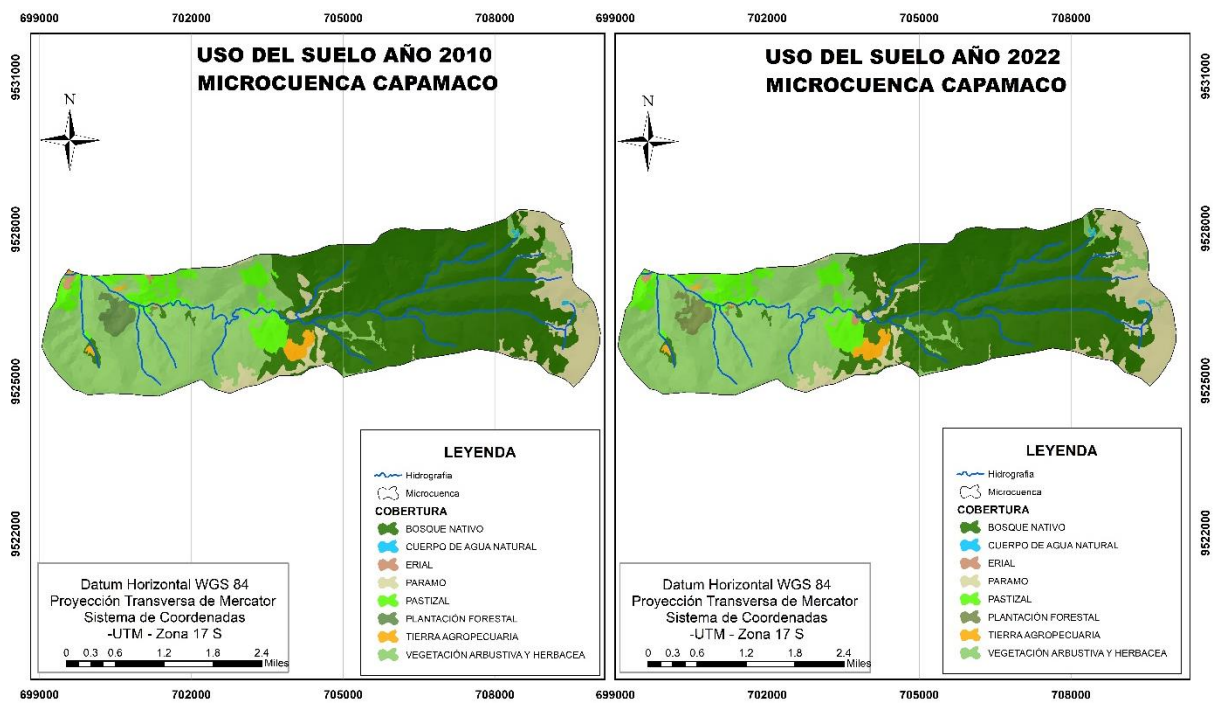 699000 702000 705000 708000 699000 702000 705000 708000
USO DEL SUELO AÑO 2010
MICROCUENCA CAPAMACO
N
9531000
9528000
9525000
9522000
LEYENDA
Hidrografia
Microcuenca
COBERTURA
BOSQUE NATIVO
CUERPO DE AGUA NATURAL
ERIAL
PARAMO
PASTIZAL
PLANTACIÓN FORESTAL
TIERRA AGROPECUARIA
VEGETACIÓN ARBUSTIVA Y HERBACEA
Datum Horizontal WGS 84
Proyección Transversa de Mercator
Sistema de Coordenadas
-UTM - Zona 17 S
0 0.3 0.6 1.2 1.8 2.4
Miles
USO DEL SUELO AÑO 2022
MICROCUENCA CAPAMACO
N
9531000
9528000
9525000
9522000
LEYENDA
Hidrografia
Microcuenca
COBERTURA
BOSQUE NATIVO
CUERPO DE AGUA NATURAL
ERIAL
PARAMO
PASTIZAL
PLANTACIÓN FORESTAL
TIERRA AGROPECUARIA
VEGETACIÓN ARBUSTIVA Y HERBACEA
Datum Horizontal WGS 84
Proyección Transversa de Mercator
Sistema de Coordenadas
-UTM - Zona 17 S
0 0.3 0.6 1.2 1.8 2.4
Miles
699000 702000 705000 708000 699000 702000 705000 708000